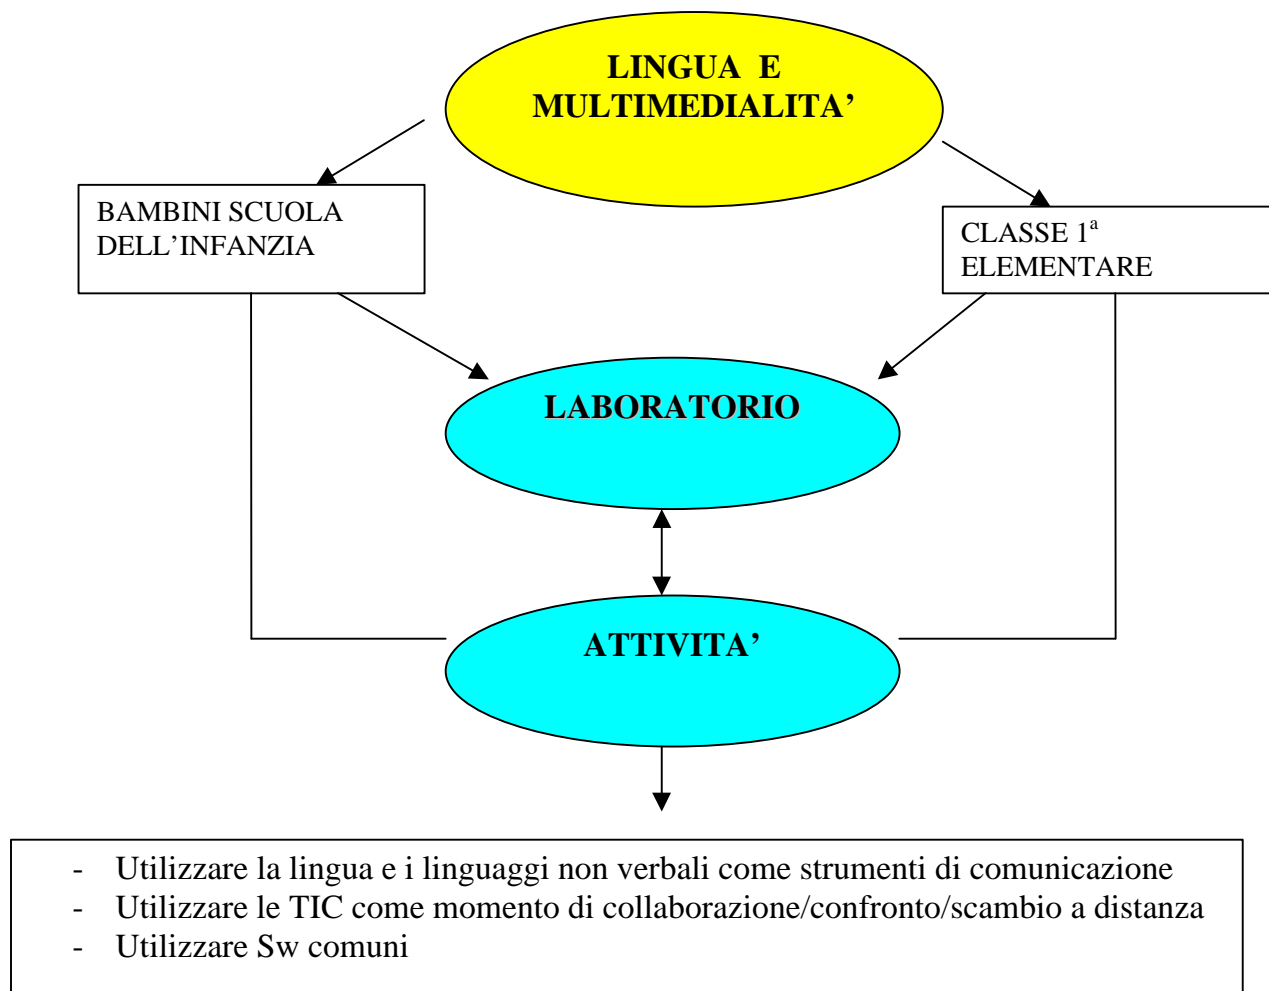 LINGUA E
MULTIMEDIALITA’
BAMBINI SCUOLA
DELL’INFANZIA
CLASSE 1ª
ELEMENTARE
LABORATORIO
ATTIVITA’
- Utilizzare la lingua e i linguaggi non verbali come strumenti di comunicazione
- Utilizzare le TIC come momento di collaborazione/confronto/scambio a distanza
- Utilizzare Sw comuni